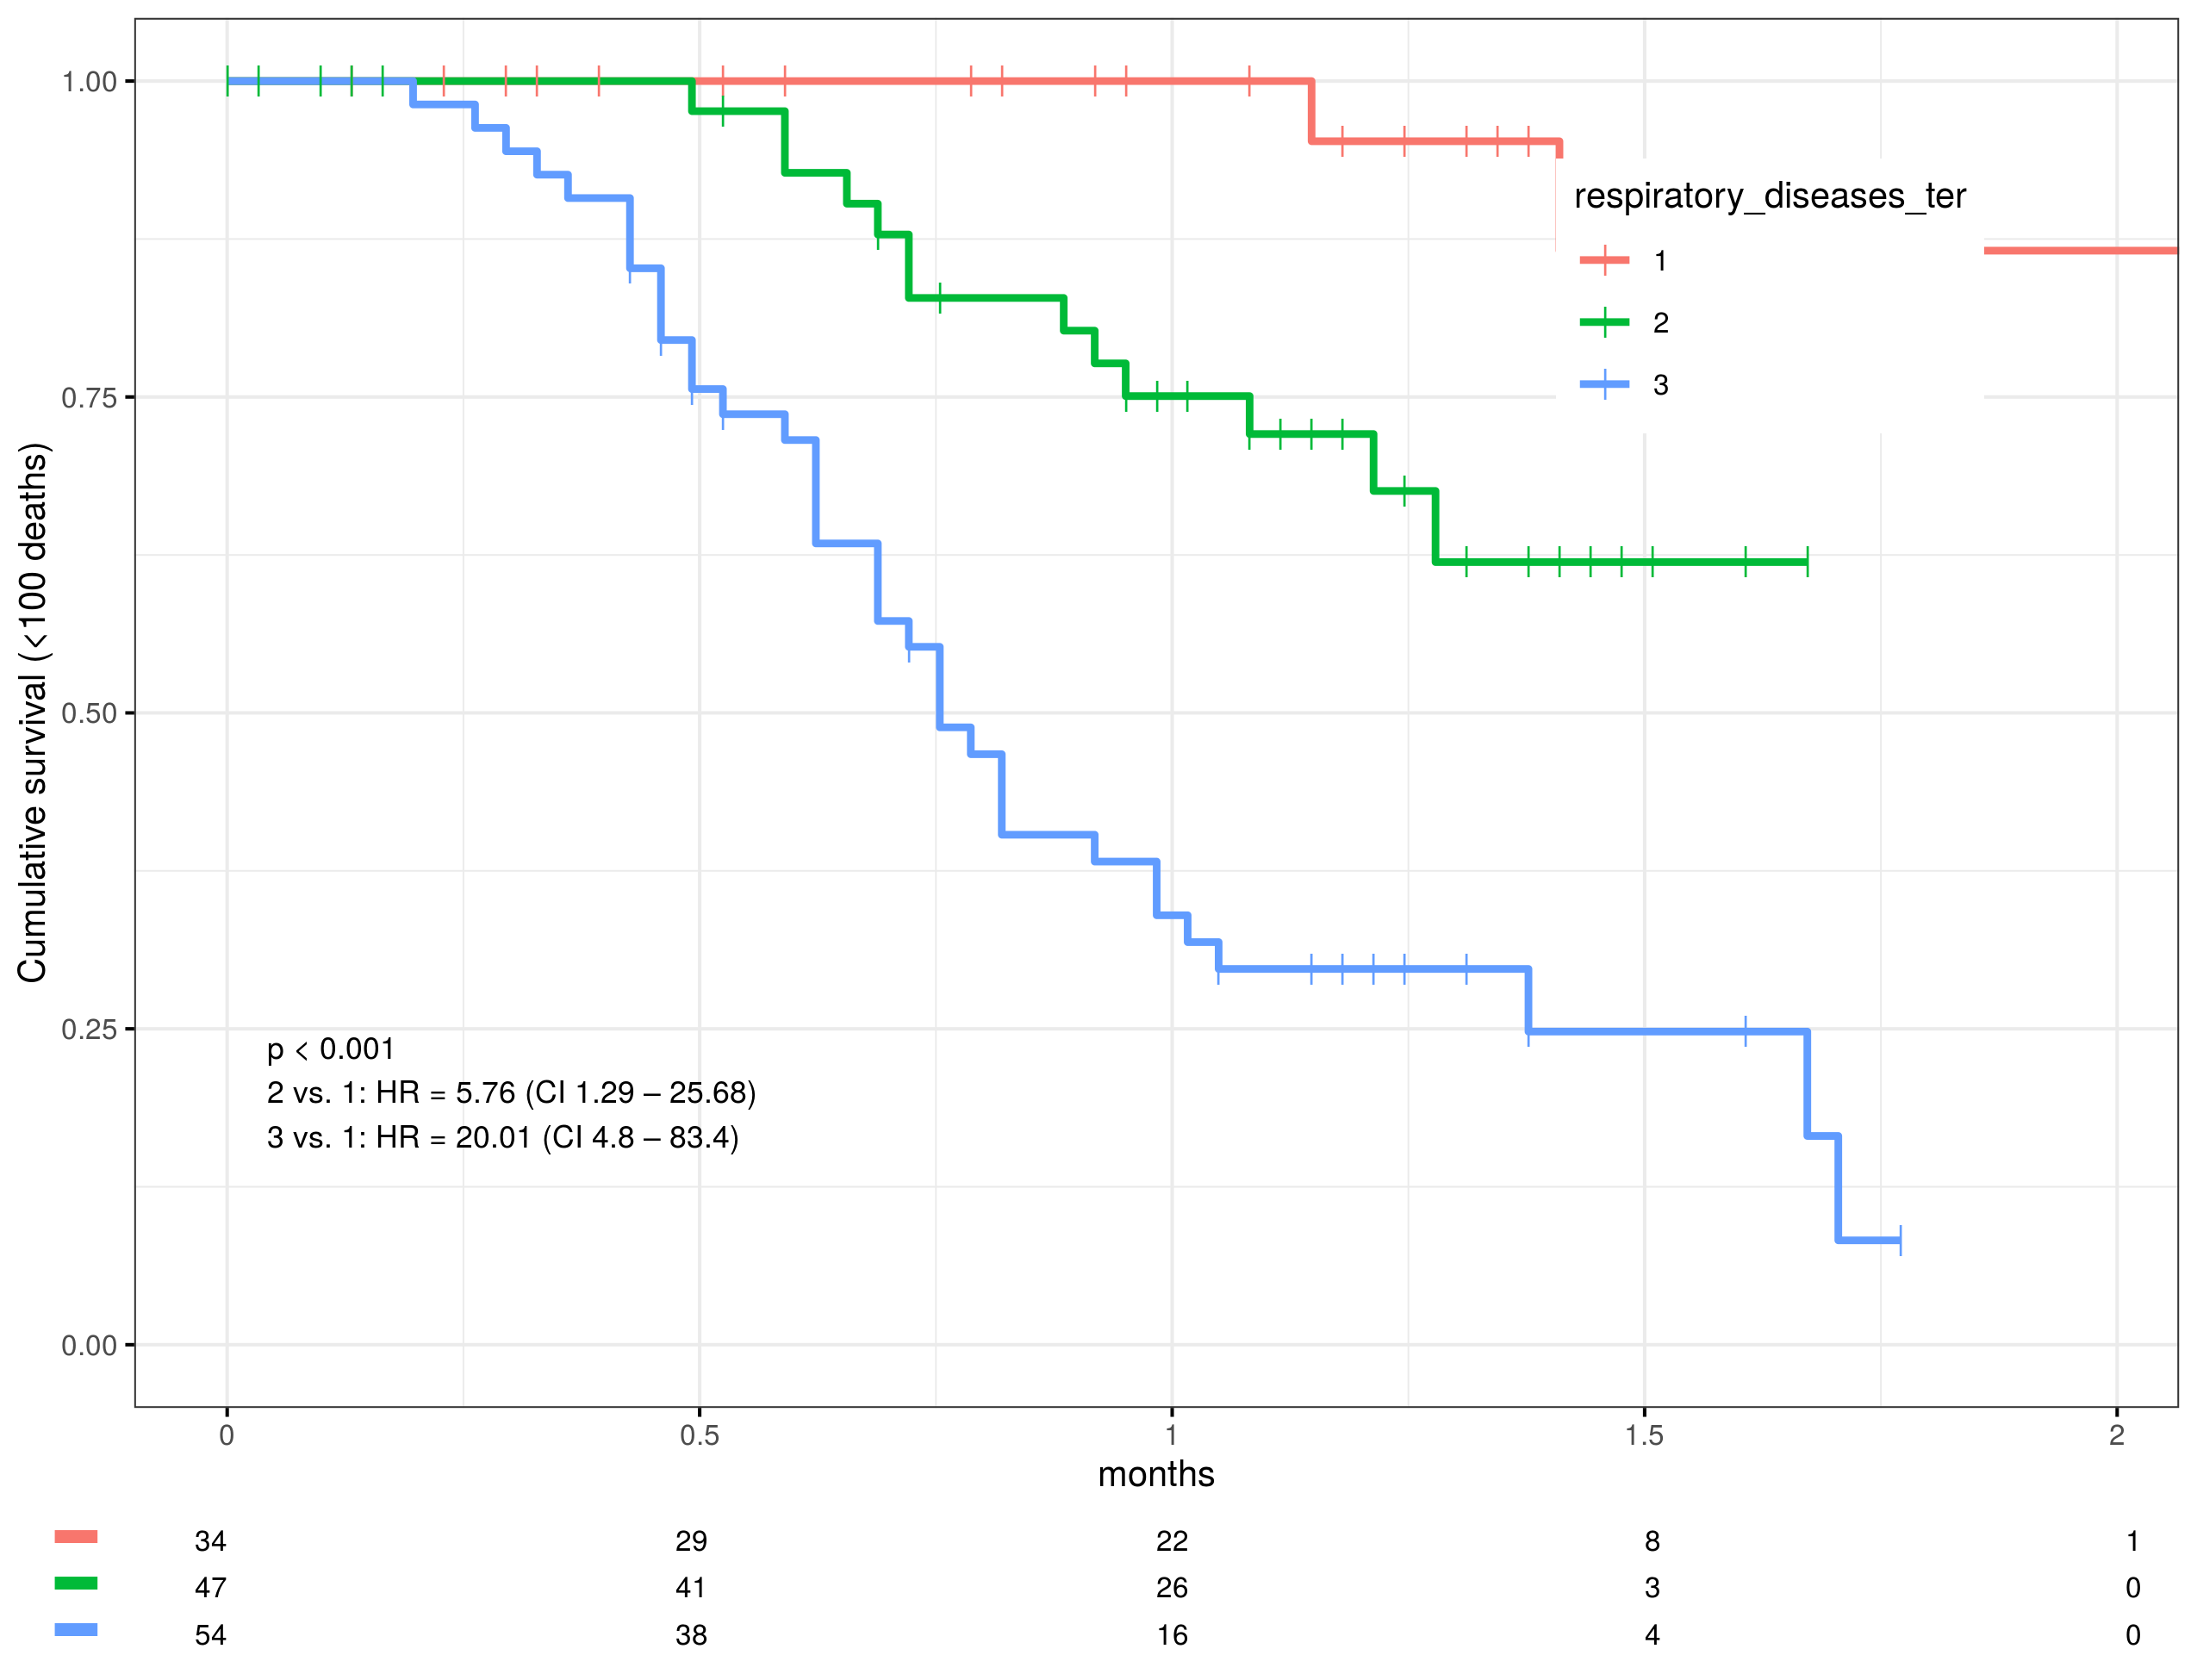 Cumulative survival (<100 deaths)
1.00
0.75
0.50
0.25
0.00
respiratory_diseases_ter
1
2
3
p < 0.001
2 vs. 1: HR = 5.76 (CI 1.29 – 25.68)
3 vs. 1: HR = 20.01 (CI 4.8 – 83.4)
0 0.5 1 1.5 2
months
34 29 22 8 1
47 41 26 3 0
54 38 16 4 0